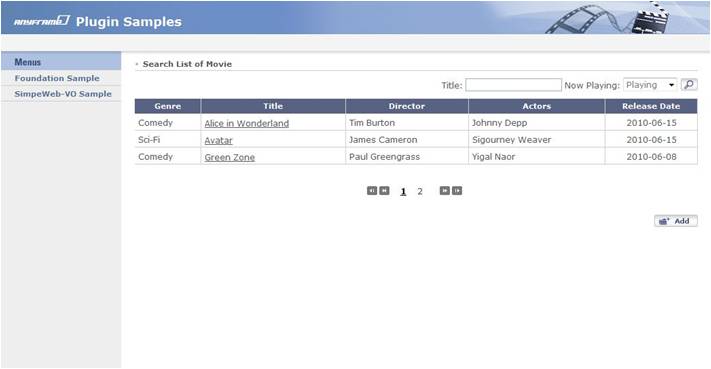 ANYFRAME Plugin Samples
Menus
Foundation Sample
SimpeWeb-VO Sample
Search List of Movie
Title: Now Playing: Playing
Genre Title Director Actors Release Date
Comedy Alice in Wonderland Tim Burton Johnny Depp 2010-06-15
Sci-Fi Avatar James Cameron Sigourney Weaver 2010-06-15
Comedy Green Zone Paul Greengrass Yigal Naor 2010-06-08
1 2
Add